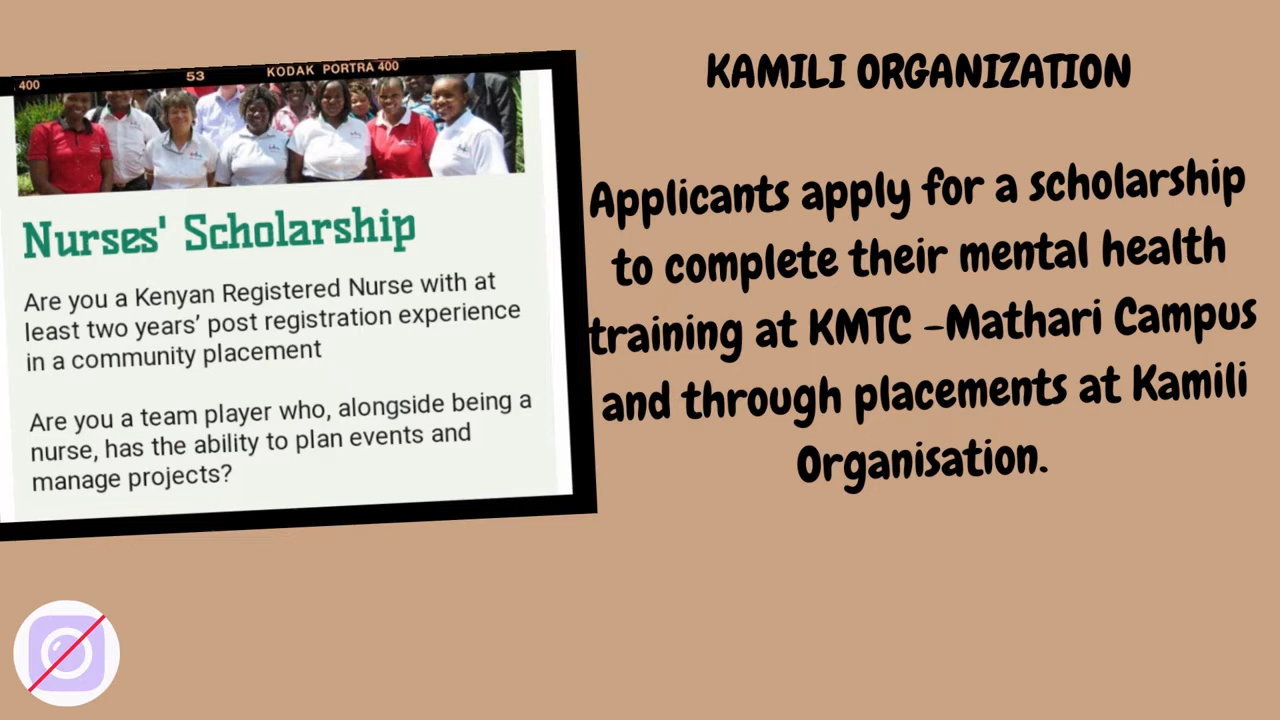 400
53
KODAK PORTRA 400
Nurses' Scholarship
Are you a Kenyan Registered Nurse with at
least two years’ post registration experience
in a community placement
Are you a team player who, alongside being a
nurse, has the ability to plan events and
manage projects?
KAMILI ORGANIZATION
Applicants apply for a scholarship
to complete their mental health
training at KMTC -Mathari Campus
and through placements at Kamili
Organisation.